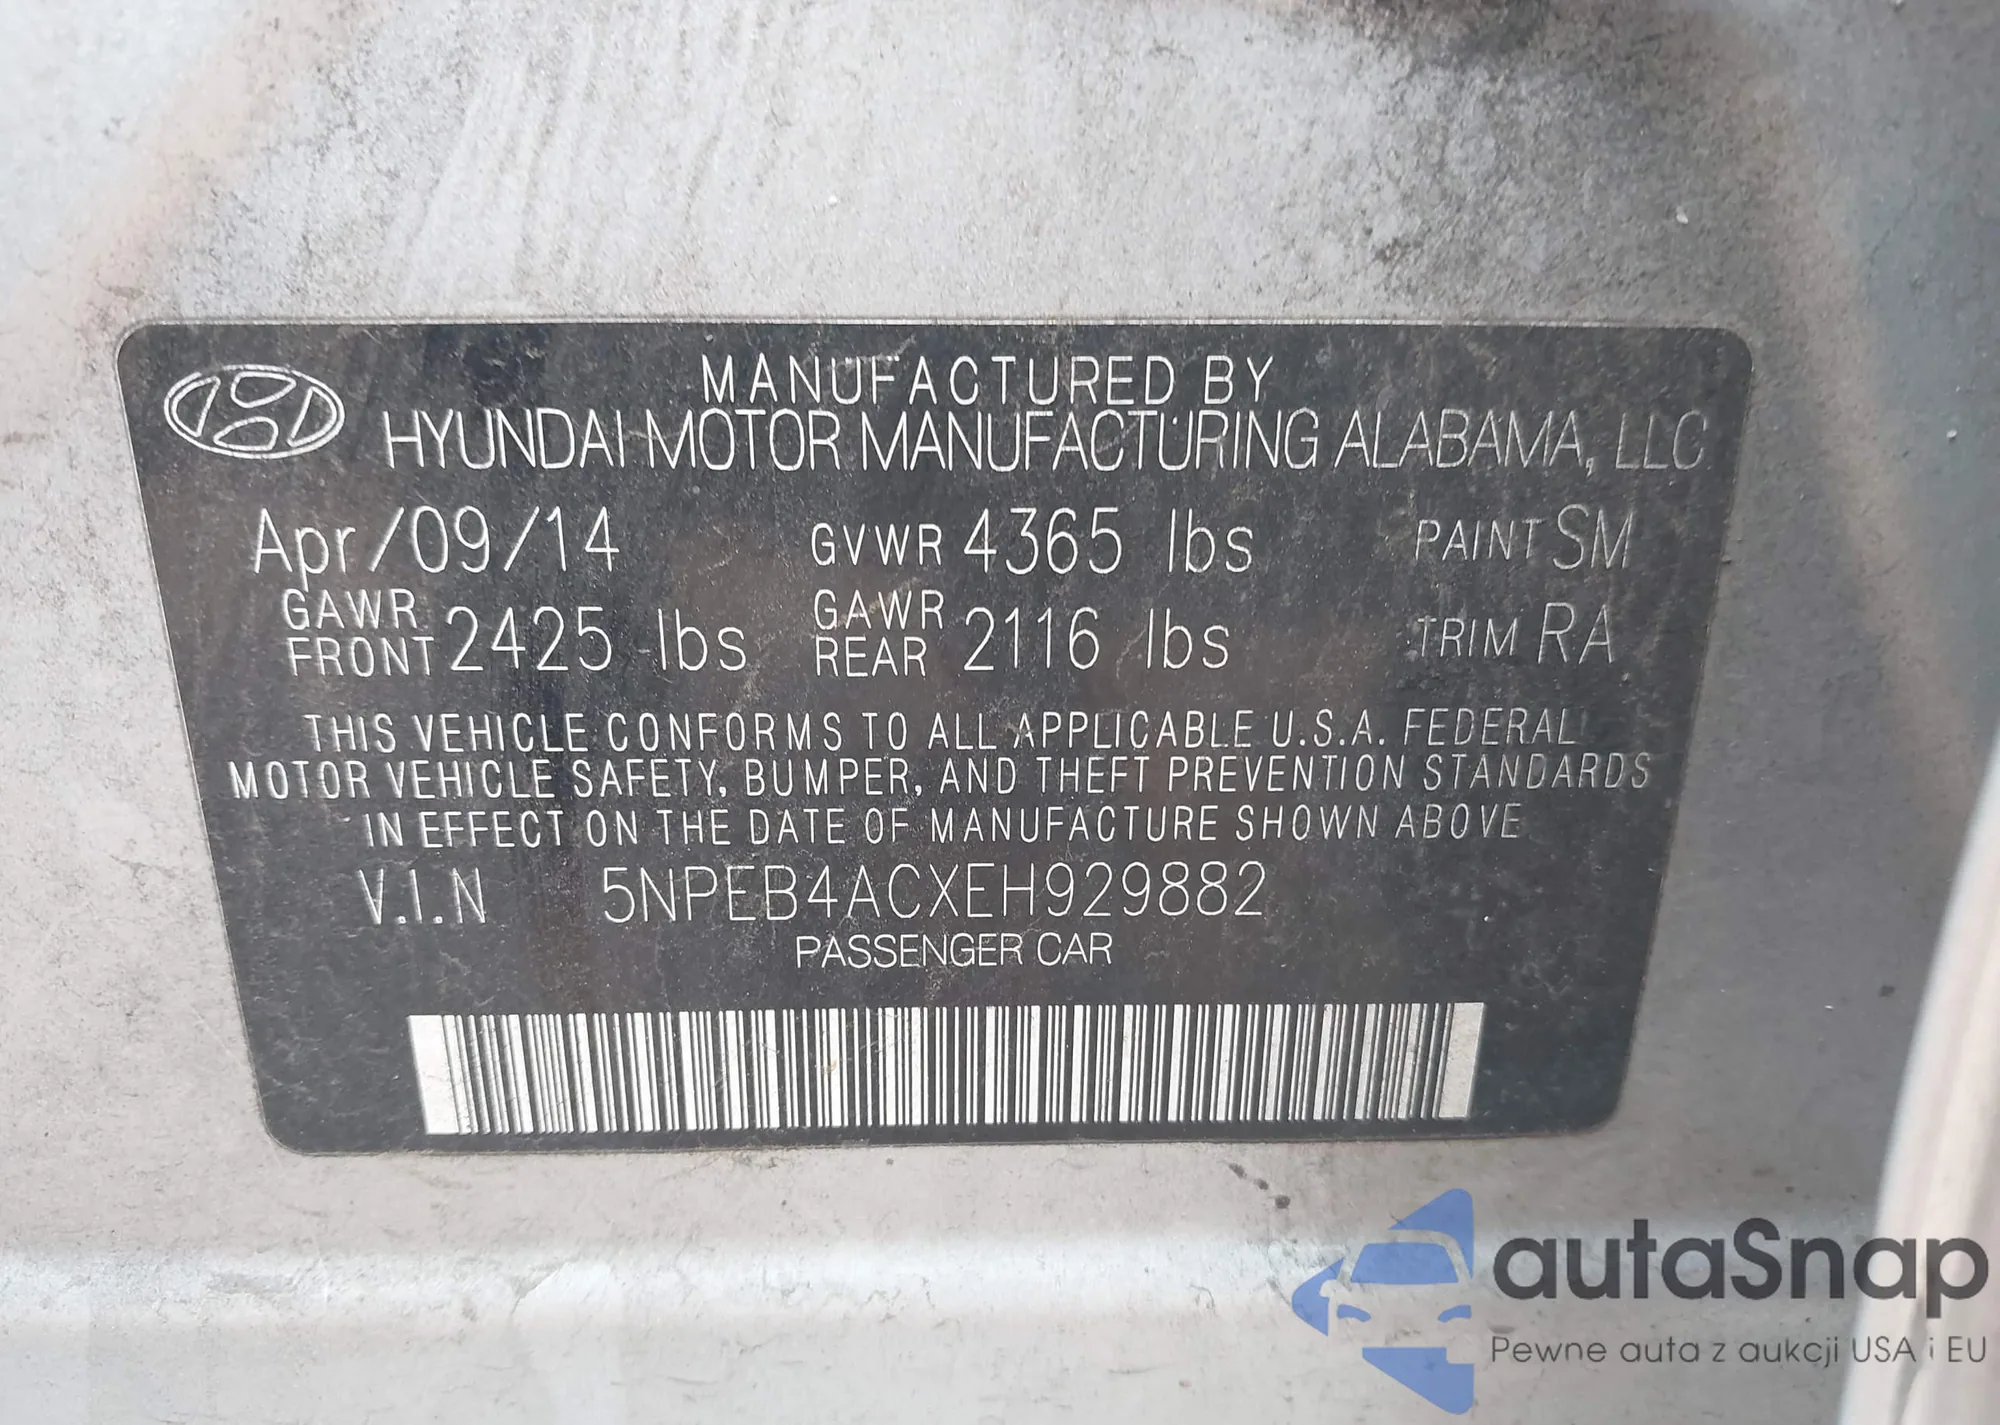 MANUFACTURED BY
HYUNDAI MOTOR MANUFACTURING ALABAMA, LLC
Apr/09/14 GVWR 4365 lbs PAINT SM
GAWR FRONT 2425 lbs GAWR REAR 2116 lbs TRIM RA
THIS VEHICLE CONFORMS TO ALL APPLICABLE U.S.A. FEDERAL
MOTOR VEHICLE SAFETY, BUMPER, AND THEFT PREVENTION STANDARDS
IN EFFECT ON THE DATE OF MANUFACTURE SHOWN ABOVE
V.I.N 5NPEB4ACXEH929882
PASSENGER CAR
autaSnap
Pewne auta z aukcji USA i EU